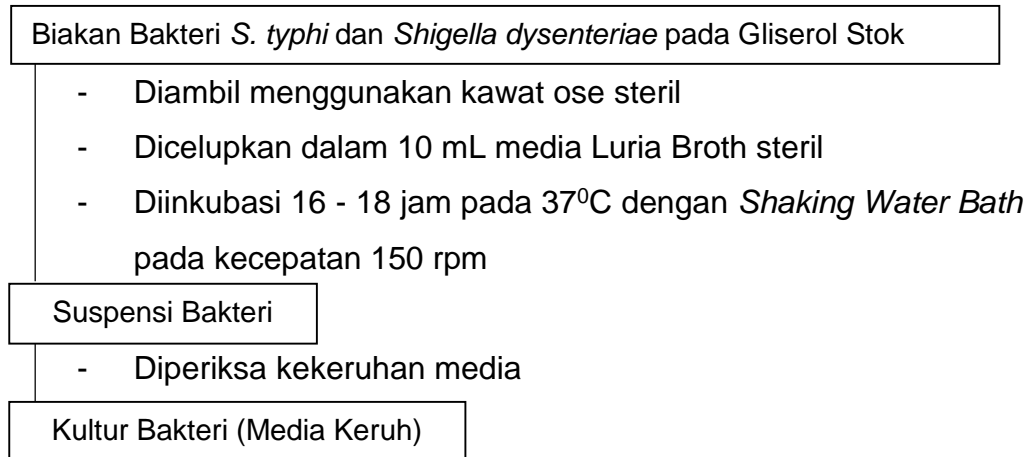 Biakan Bakteri S. typhi dan Shigella dysenteriae pada Gliserol Stok
- Diambil menggunakan kawat ose steril
- Dicelupkan dalam 10 mL media Luria Broth steril
- Diinkubasi 16 - 18 jam pada 37⁰C dengan Shaking Water Bath
pada kecepatan 150 rpm
Suspensi Bakteri
- Diperiksa kekeruhan media
Kultur Bakteri (Media Keruh)